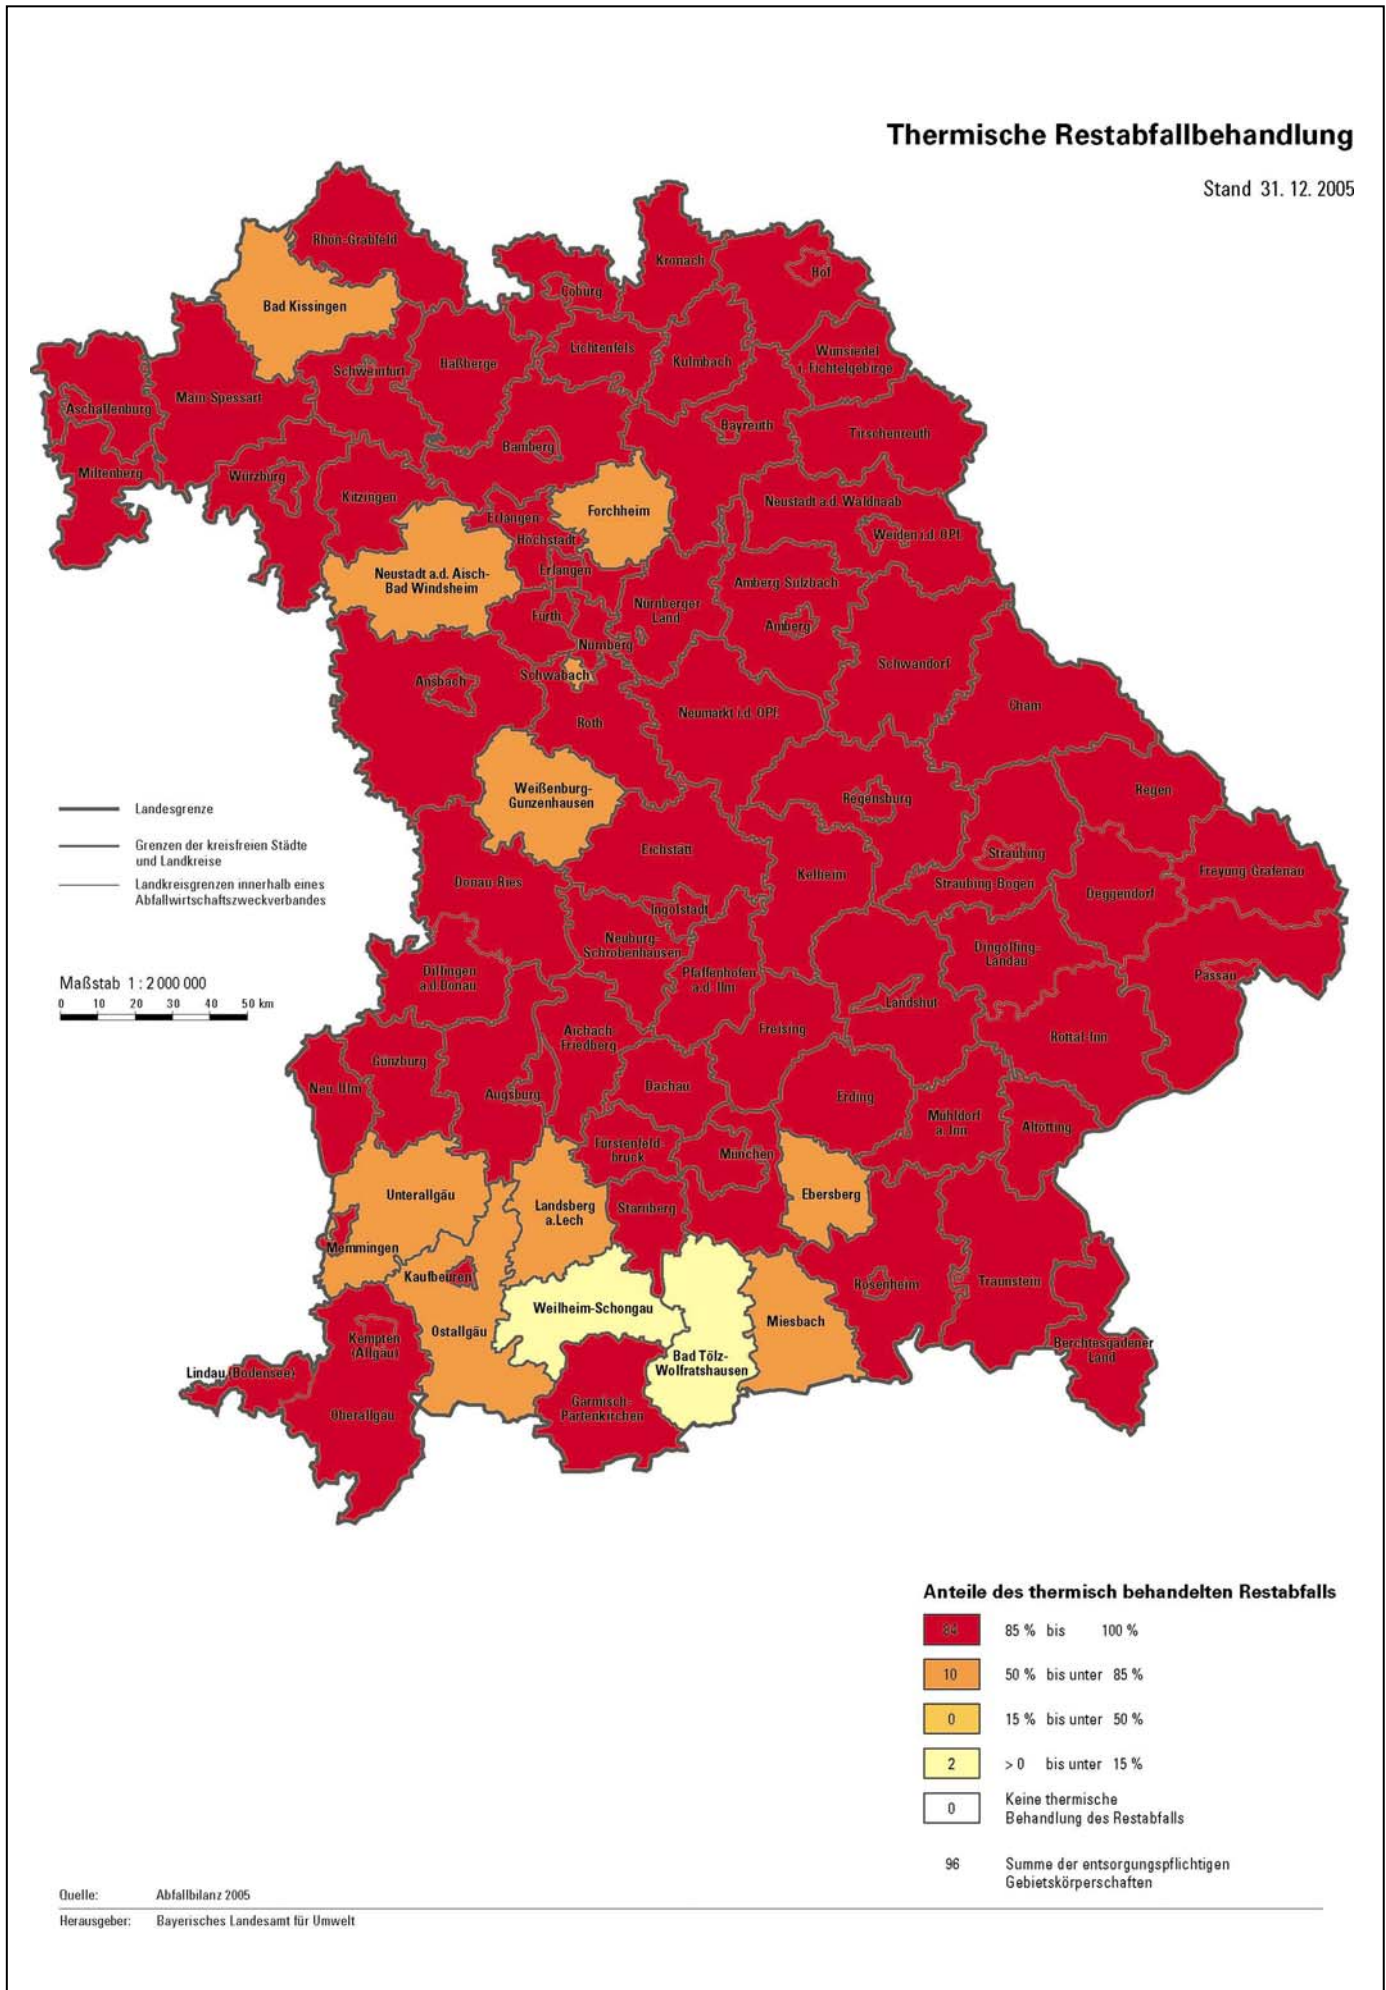 Thermische Restabfallbehandlung
Stand 31. 12. 2005
Rhön-Grabfeld
Kronach
Hof
Coburg
Bad Kissingen
Lichtenfels
Kulmbach
Wunsiedel
i. Fichtelgebirge
Haßberge
Schweinfurt
Main-Spessart
Aschaffenburg
Bayreuth
Tirschenreuth
Bamberg
Miltenberg
Würzburg
Kitzingen
Neustadt a.d. Waldnaab
Forchheim
Erlangen-
Höchstadt
Weiden i.d. OPf.
Erlangen
Neustadt a.d. Aisch-
Bad Windsheim
Amberg-Sulzbach
Nürnberger
Land
Fürth
Amberg
Nürnberg
Schwandorf
Schwabach
Ansbach
Cham
Neumarkt i.d. OPf.
Roth
Weißenburg-
Gunzenhausen
Regen
Regensburg
Landesgrenze
Grenzen der kreisfreien Städte
und Landkreise
Landkreisgrenzen innerhalb eines
Abfallwirtschaftszweckverbandes
Eichstätt
Straubing
Freyung-Grafenau
Kelheim
Donau-Ries
Straubing-Bogen
Deggendorf
Ingolstadt
Neuburg-
Schrobenhausen
Dingolfing-
Landau
Dillingen
a.d.Donau
Pfaffenhofen
a.d. Ilm
Passau
Maßstab 1 : 2 000 000
0 10 20 30 40 50 km
Landshut
Aichach-
Friedberg
Freising
Rottal-Inn
Günzburg
Neu-Ulm
Augsburg
Dachau
Erding
Mühldorf
a. Inn
Altötting
Fürstenfeld-
bruck
München
Unterallgäu
Landsberg
a.Lech
Starnberg
Ebersberg
Memmingen
Kaufbeuren
Rosenheim
Traunstein
Weilheim-Schongau
Miesbach
Ostallgäu
Kempten
(Allgäu)
Berchtesgadener
Land
Bad Tölz-
Wolfratshausen
Lindau (Bodensee)
Garmisch-
Partenkirchen
Oberallgäu
Anteile des thermisch behandelten Restabfalls
84 85 % bis 100 %
10 50 % bis unter 85 %
0 15 % bis unter 50 %
2 > 0 bis unter 15 %
0 Keine thermische
Behandlung des Restabfalls
96 Summe der entsorgungspflichtigen
Gebietskörperschaften
Quelle: Abfallbilanz 2005
Herausgeber: Bayerisches Landesamt für Umwelt